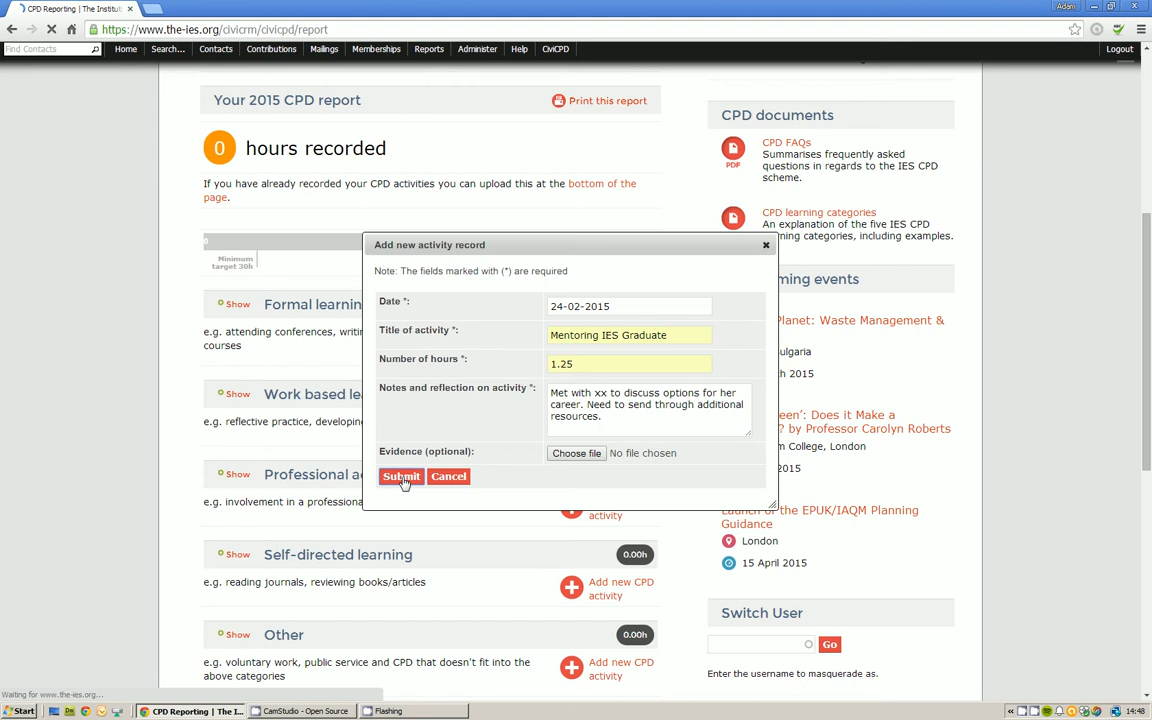 CPD Reporting | The Instituti
Adam
https://www.the-ies.org/civicrm/civicpd/report
Find Contacts
Home Search... Contacts Contributions Mailings Memberships Reports Administer Help CiviCPD Logout
Your 2015 CPD report
Print this report
0 hours recorded
If you have already recorded your CPD activities you can upload this at the bottom of the
page.
0
Minimum
target 30h
Show Formal learnin
e.g. attending conferences, writi
courses
Show Work based le
e.g. reflective practice, developin
Show Professional a
e.g. involvement in a professiona
activity
Show Self-directed learning 0.00h
e.g. reading journals, reviewing books/articles
Add new CPD
activity
Show Other 0.00h
e.g. voluntary work, public service and CPD that doesn't fit into the
above categories
Add new CPD
activity
Add new activity record
Note: The fields marked with (*) are required
Date *: 24-02-2015
Title of activity *: Mentoring IES Graduate
Number of hours *: 1.25
Notes and reflection on activity *: Met with xx to discuss options for her
career. Need to send through additional
resources.
Evidence (optional): Choose file No file chosen
Submit Cancel
CPD documents
PDF
CPD FAQs
Summarises frequently asked
questions in regards to the IES CPD
scheme.
CPD learning categories
An explanation of the five IES CPD
rning categories, including examples.
ming events
Planet: Waste Management &
ulgaria
h 2015
een': Does it Make a
? by Professor Carolyn Roberts
m College, London
2015
Launch of the EPUK/IAQM Planning
Guidance
London
15 April 2015
Switch User
Go
Enter the username to masquerade as.
Waiting for www.the-ies.org...
Start
CPD Reporting | The I...
CamStudio - Open Source
Flashing
14:48